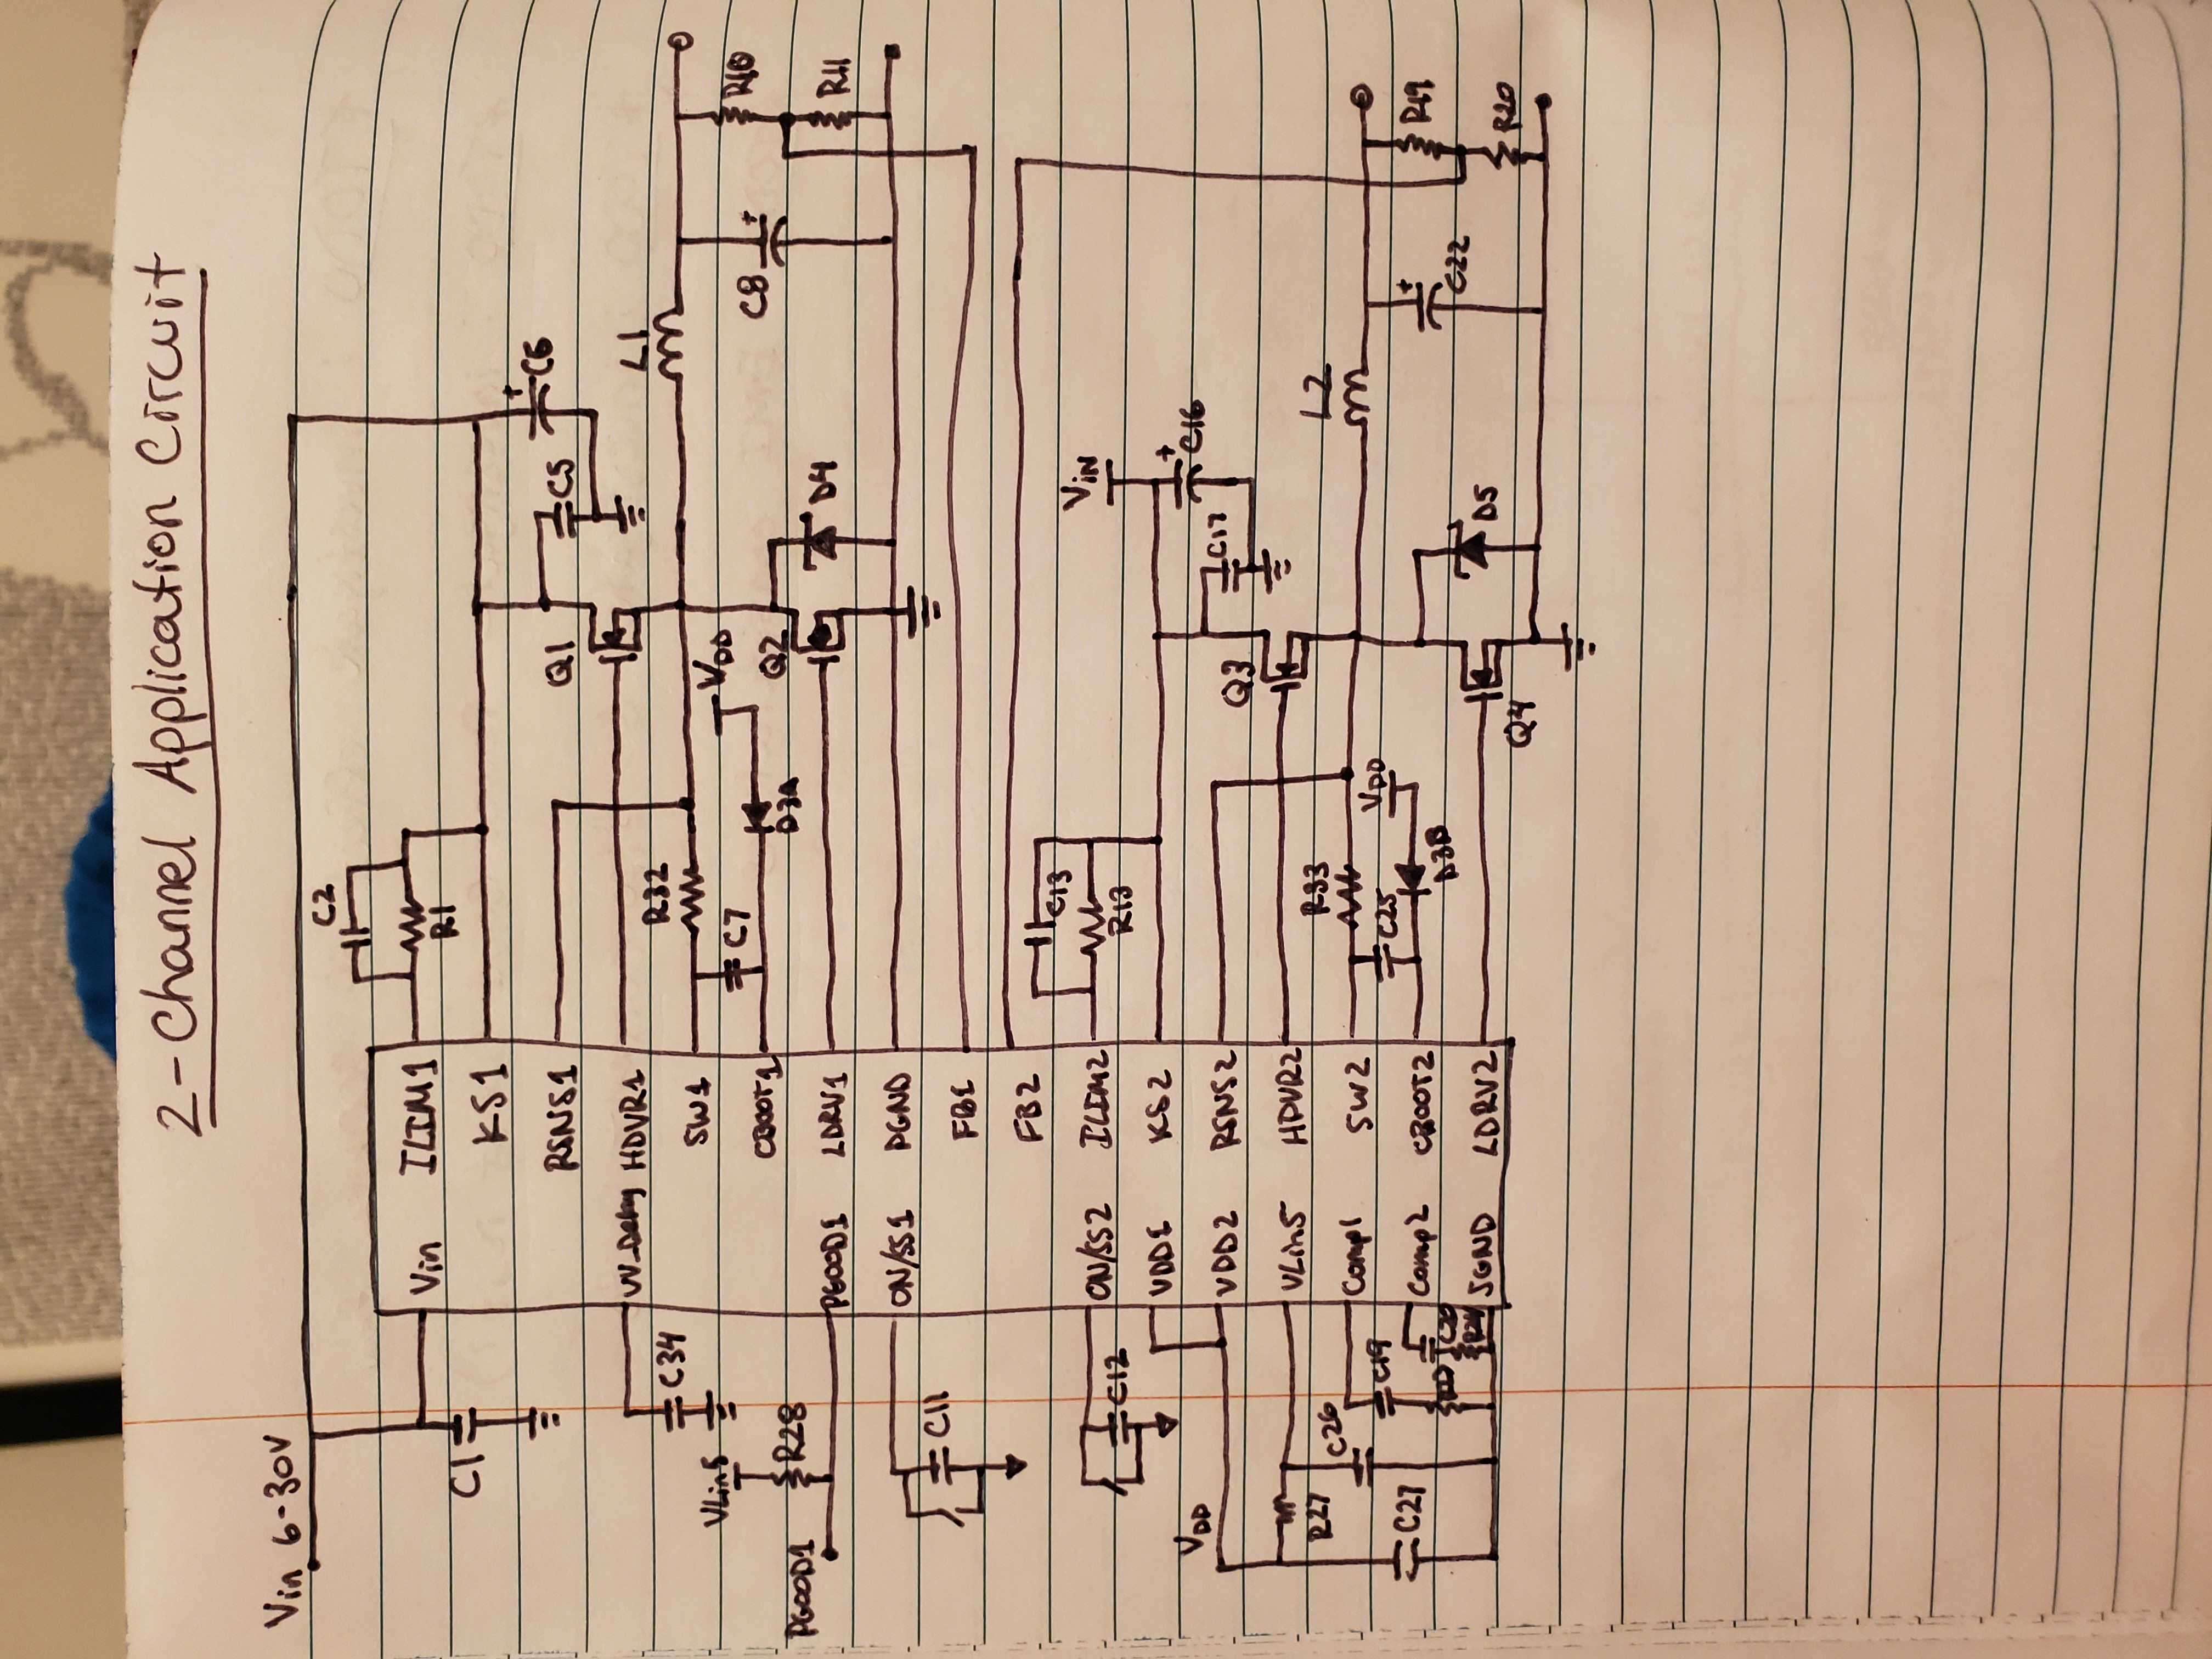 2-Channel Application Circuit
Vin 6-30V
C2
Vin ILIM1
R1
C1
KS1
+
C6
RSNS1
Q1
C5
UV_Delay HDVR1
C34
R32
L1
SW1
VLin5
C7
VDD
CBOOT1
D3A
Q2
C8 +
R10
R28
PGOOD1
PGOOD1 LDRV1
D4
R11
ON/SS1 PGND
C11
FB1
FB2
C13
VIN
ON/SS2 ILIM2
C12
R13
VDD1 KS2
+
C16
VDD
VDD2 RSNS2
C17
Q3
VLin5 HDVR2
R27
R33
L2
C26
Comp1 SW2
C19
C25
VDD
C27
Comp2 CBOOT2
D3B
+
R19
C20
C22
SGND LDRV2
D5
Q4
R20